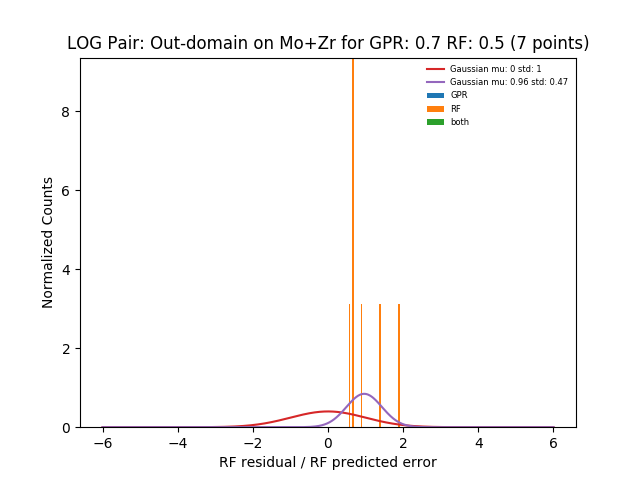 LOG Pair: Out-domain on Mo+Zr for GPR: 0.7 RF: 0.5 (7 points)
Gaussian mu: 0 std: 1
Gaussian mu: 0.96 std: 0.47
GPR
RF
both
Normalized Counts
8
6
4
2
0
−6
−4
−2
0
2
4
6
RF residual / RF predicted error